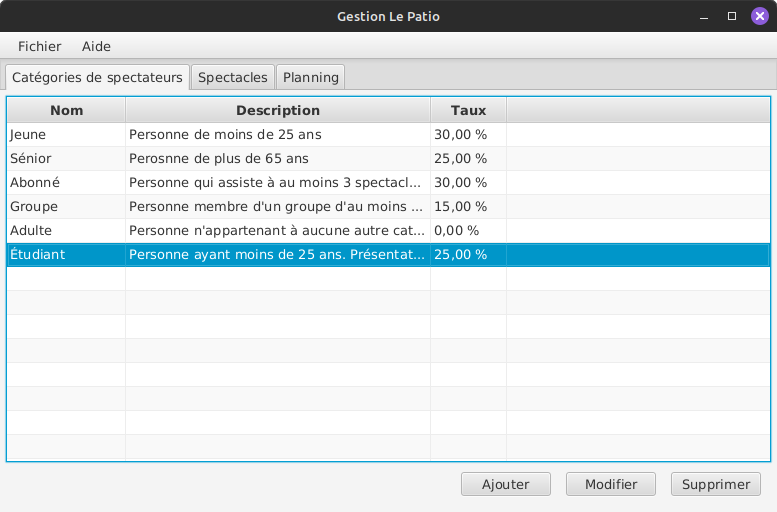 Gestion Le Patio
Fichier Aide
Catégories de spectateurs Spectacles Planning
Nom Description Taux
Jeune Personne de moins de 25 ans 30,00 %
Sénior Perosnne de plus de 65 ans 25,00 %
Abonné Personne qui assiste à au moins 3 spectacl... 30,00 %
Groupe Personne membre d'un groupe d'au moins ... 15,00 %
Adulte Personne n'appartenant à aucune autre cat... 0,00 %
Étudiant Personne ayant moins de 25 ans. Présentat... 25,00 %
Ajouter Modifier Supprimer